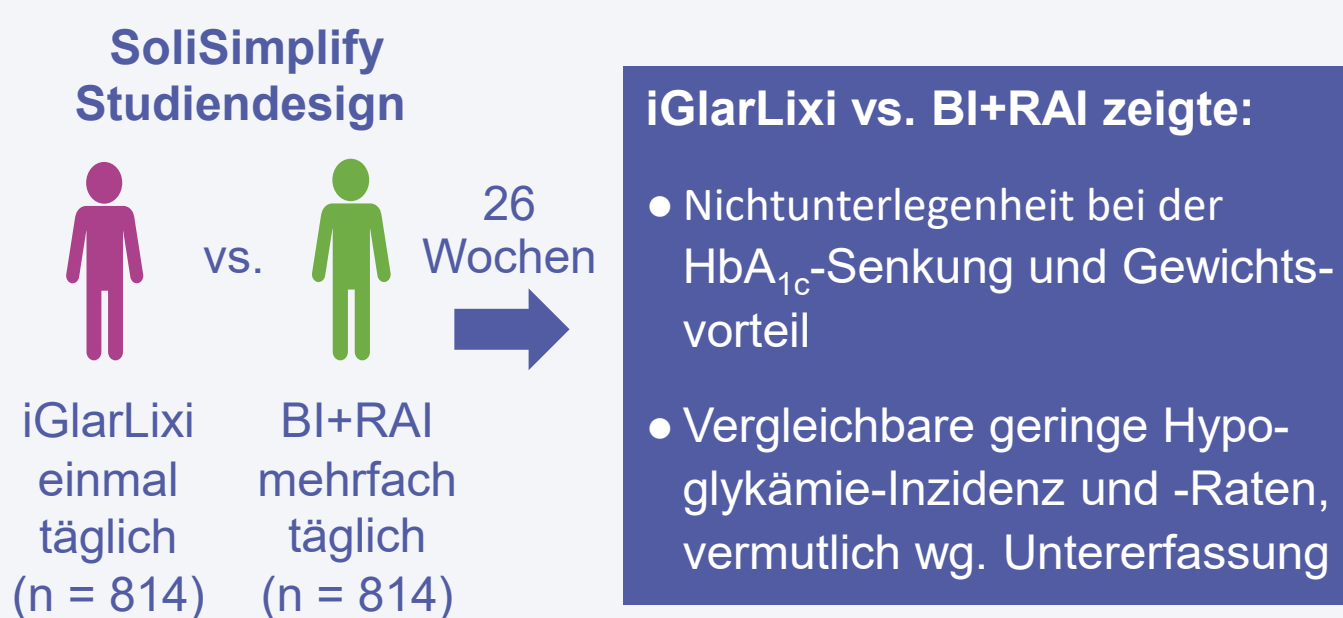 SoliSimplify
Studiendesign
vs.
26
Wochen
iGlarLixi
einmal
täglich
(n = 814)
BI+RAI
mehrfach
täglich
(n = 814)
iGlarLixi vs. BI+RAI zeigte:
● Nichtunterlegenheit bei der
HbA₁c-Senkung und Gewichts-
vorteil
● Vergleichbare geringe Hypo-
glykämie-Inzidenz und -Raten,
vermutlich wg. Untererfassung